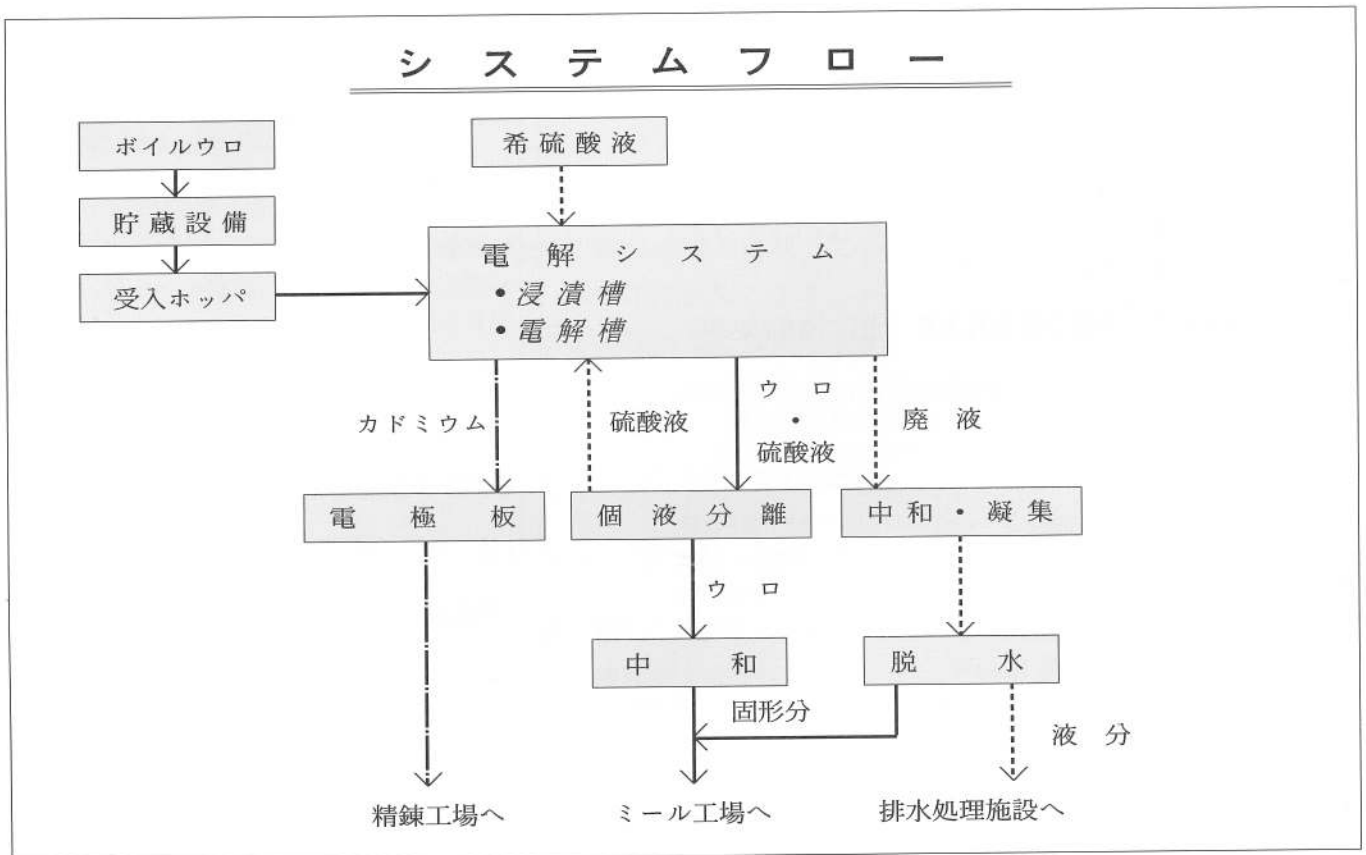 システムフロー
ボイルウロ
希硫酸液
貯蔵設備
受入ホッパ
電解システム
・浸漬槽
・電解槽
カドミウム
硫酸液
ウロ
・
硫酸液
廃液
電極板
個液分離
中和・凝集
ウロ
中和
脱水
固形分
液分
精錬工場へ
ミール工場へ
排水処理施設へ